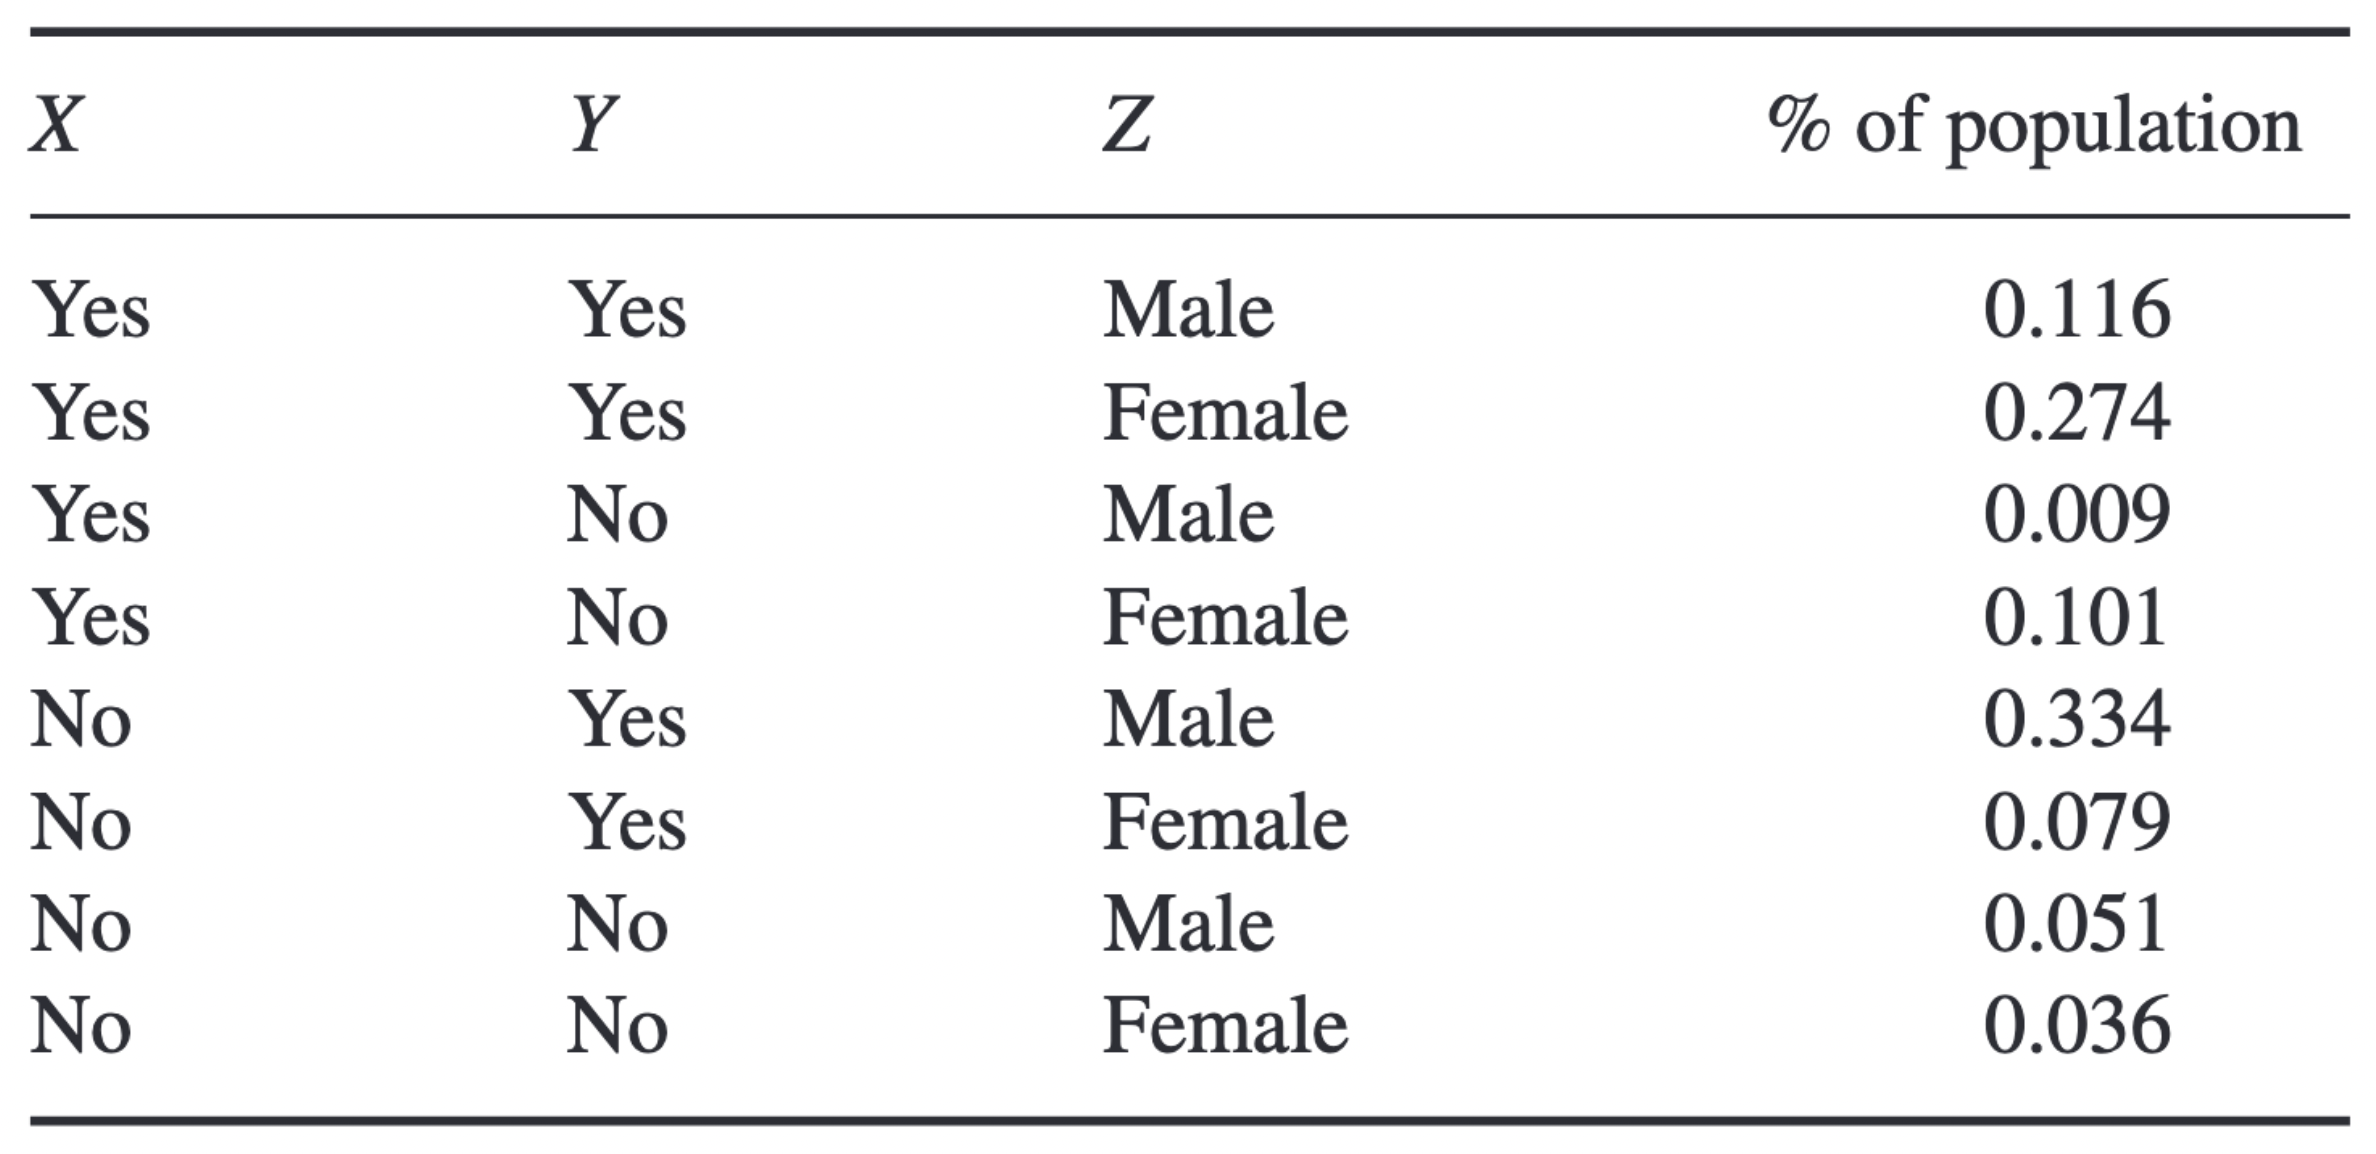 X Y Z % of population
Yes Yes Male 0.116
Yes Yes Female 0.274
Yes No Male 0.009
Yes No Female 0.101
No Yes Male 0.334
No Yes Female 0.079
No No Male 0.051
No No Female 0.036